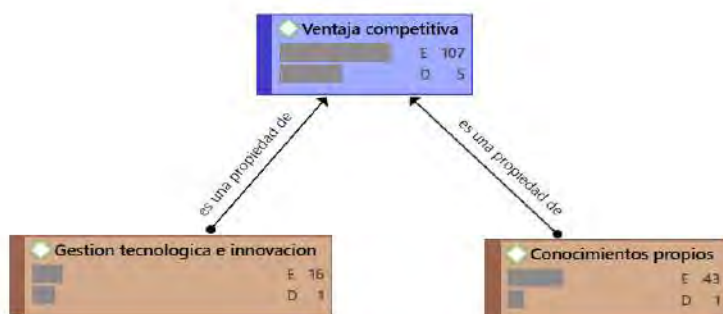 Ventaja competitiva
E 107
D 5
es una propiedad de
es una propiedad de
Gestion tecnologica e innovacion
E 16
D 1
Conocimientos propios
E 43
D 1